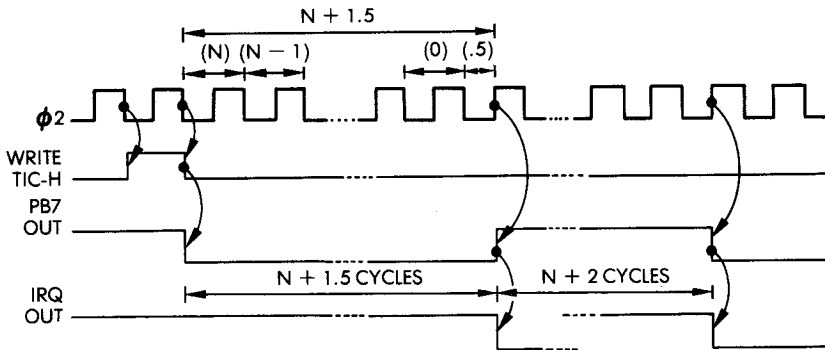 N + 1.5
(N) (N − 1) (0) (.5)
ϕ2
WRITE
TIC-H
PB7
OUT
N + 1.5 CYCLES N + 2 CYCLES
IRQ
OUT